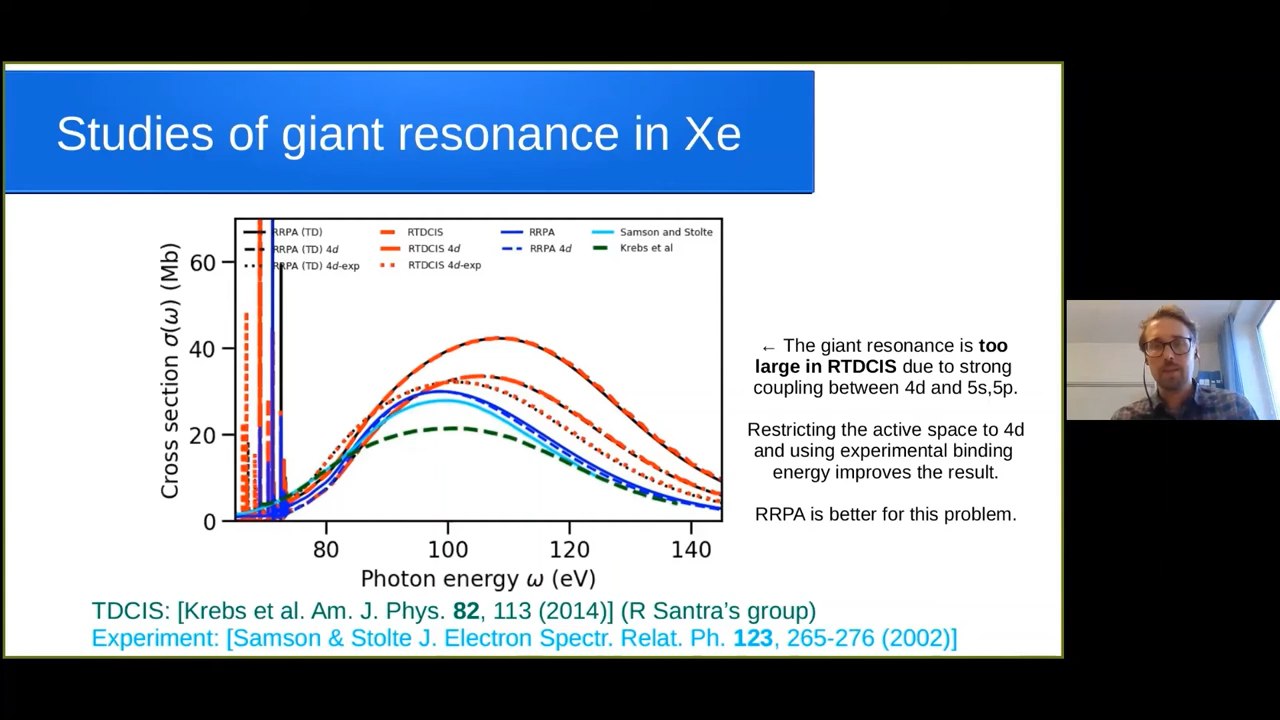 Studies of giant resonance in Xe
RRPA (TD)
RRPA (TD) 4d
RRPA (TD) 4d-exp
RTDCIS
RTDCIS 4d
RTDCIS 4d-exp
RRPA
RRPA 4d
Samson and Stolte
Krebs et al
Cross section σ(ω) (Mb)
60
40
20
0
80 100 120 140
Photon energy ω (eV)
← The giant resonance is too
large in RTDCIS due to strong
coupling between 4d and 5s,5p.
Restricting the active space to 4d
and using experimental binding
energy improves the result.
RRPA is better for this problem.
TDCIS: [Krebs et al. Am. J. Phys. 82, 113 (2014)] (R Santra's group)
Experiment: [Samson & Stolte J. Electron Spectr. Relat. Ph. 123, 265-276 (2002)]